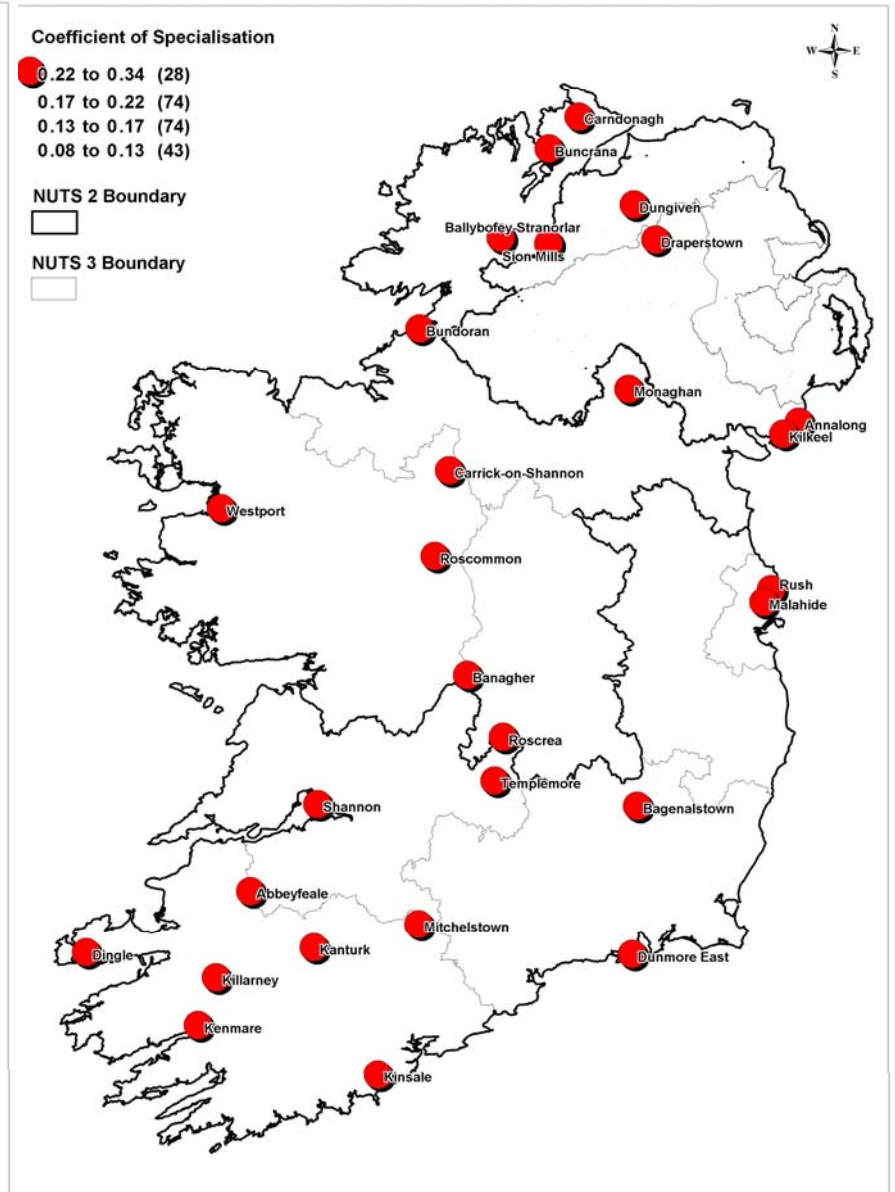 Coefficient of Specialisation
0.22 to 0.34 (28)
0.17 to 0.22 (74)
0.13 to 0.17 (74)
0.08 to 0.13 (43)
NUTS 2 Boundary
NUTS 3 Boundary
N
W E
S
Carndonagh
Buncrana
Dungiven
Ballybofey-Stranorlar
Draperstown
Sion Mills
Bundoran
Monaghan
Annalong
Kilkeel
Carrick-on-Shannon
Westport
Roscommon
Rush
Malahide
Banagher
Roscrea
Templemore
Shannon
Bagenalstown
Abbeyfeale
Mitchelstown
Kanturk
Dingle
Dunmore East
Killarney
Kenmare
Kinsale